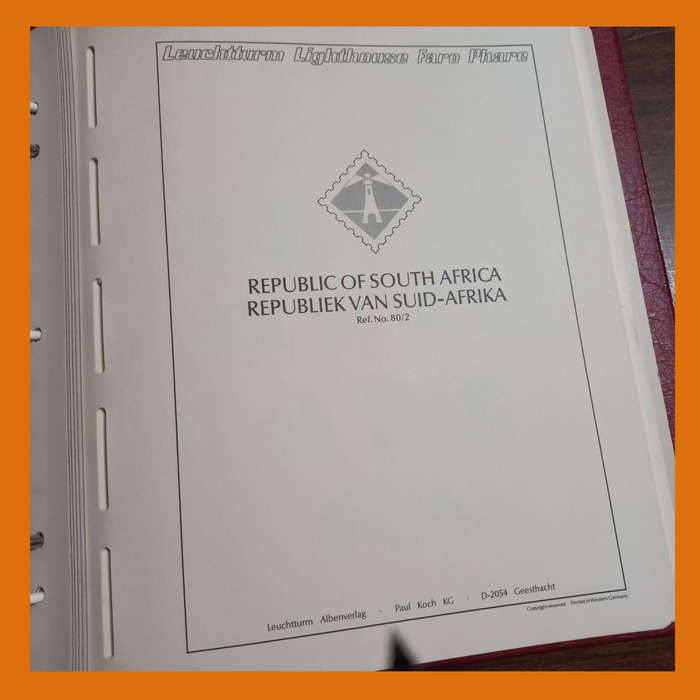 Leuchtturm Lighthouse Faro Phare
REPUBLIC OF SOUTH AFRICA
REPUBLIEK VAN SUID-AFRIKA
Ref. No. 80/2
Leuchtturm Albenverlag · Paul Koch KG · D-2054 Geesthacht
Copyright reserved Printed in Western Germany